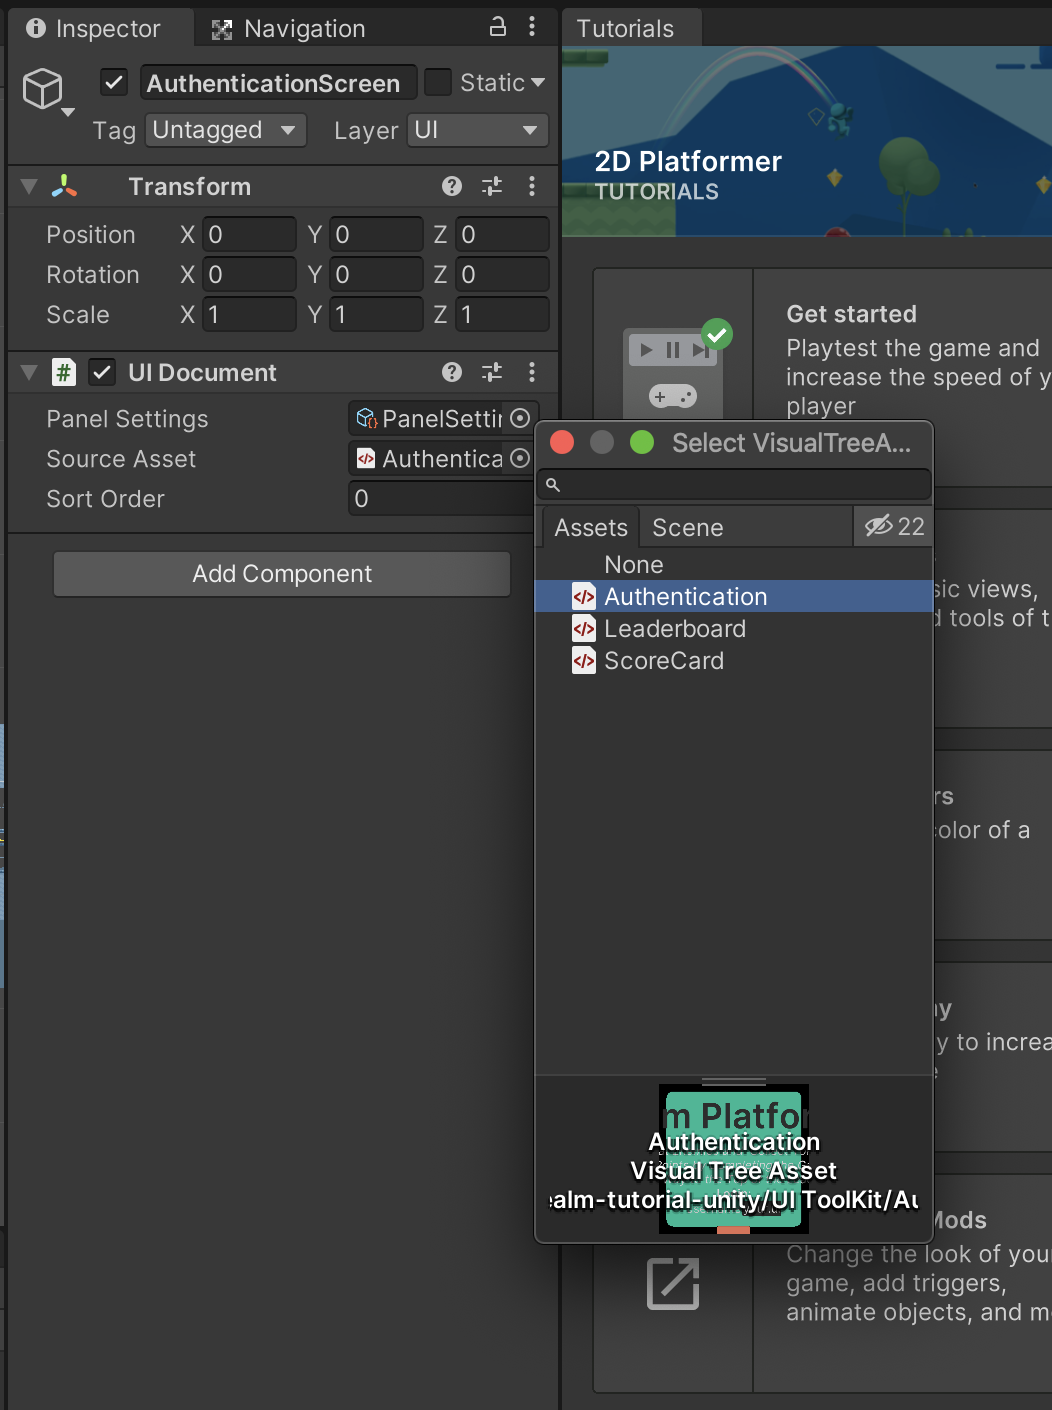 Inspector
Navigation
Tutorials
AuthenticationScreen
Static
Tag
Untagged
Layer
UI
Transform
Position
X 0
Y 0
Z 0
Rotation
X 0
Y 0
Z 0
Scale
X 1
Y 1
Z 1
# UI Document
Panel Settings
PanelSettin
Source Asset
Authentica
Sort Order
0
Add Component
2D Platformer
TUTORIALS
Get started
Playtest the game and
increase the speed of y
player
Select VisualTreeA...
Assets
Scene
22
None
Authentication
Leaderboard
ScoreCard
m Platfor
Authentication
Visual Tree Asset
ealm-tutorial-unity/UI ToolKit/Au
sic views,
d tools of t
rs
color of a
ny
y to increa
e
Mods
Change the look of your
game, add triggers,
animate objects, and m